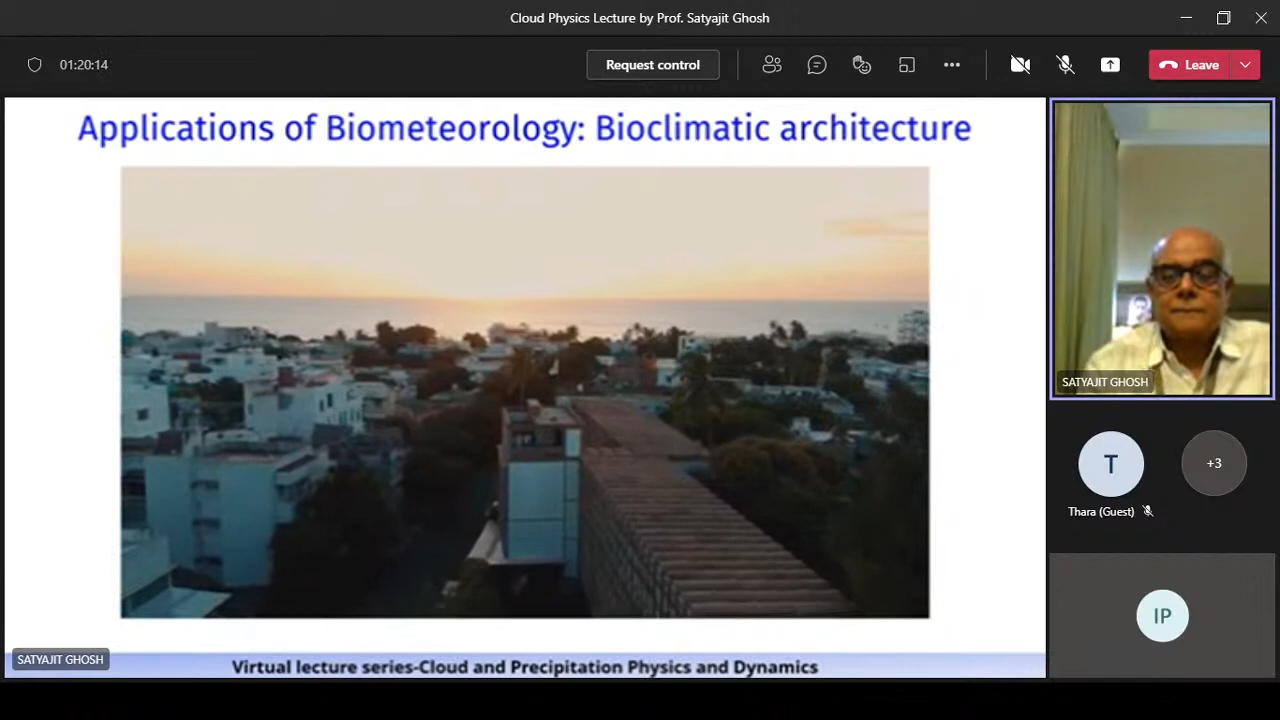 Cloud Physics Lecture by Prof. Satyajit Ghosh
01:20:14
Request control
Leave
Applications of Biometeorology: Bioclimatic architecture
SATYAJIT GHOSH
T
+3
Thara (Guest)
IP
SATYAJIT GHOSH
Virtual lecture series-Cloud and Precipitation Physics and Dynamics